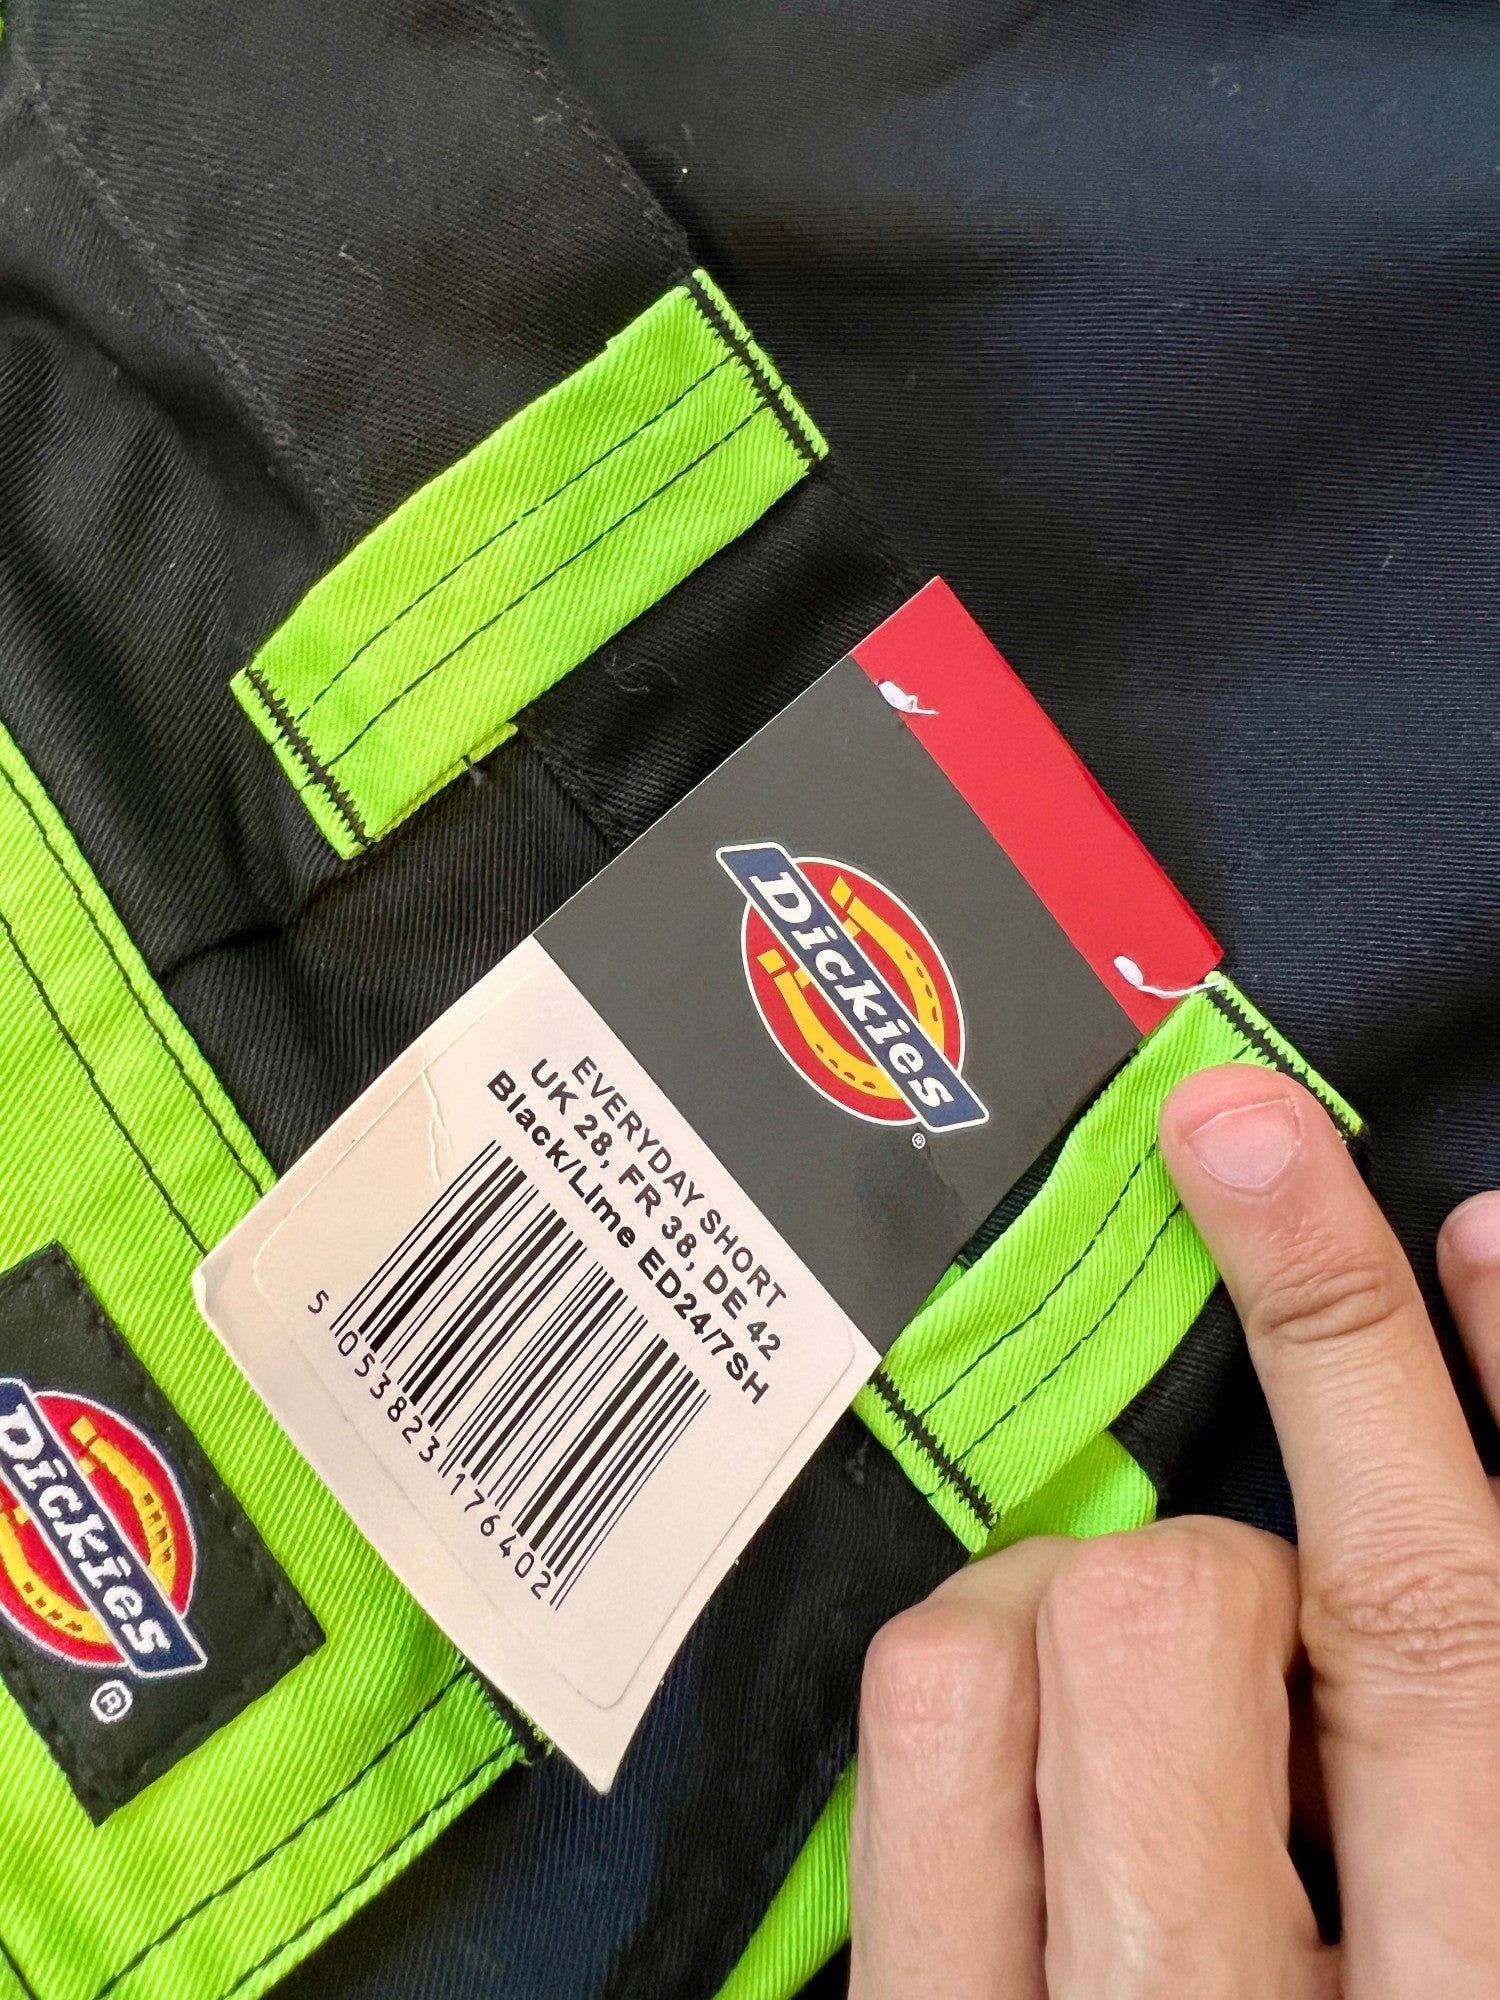 Dickies
®
EVERYDAY SHORT
UK 28, FR 38, DE 42
Black/Lime ED24/7SH
5 053823 176402
Dickies
®